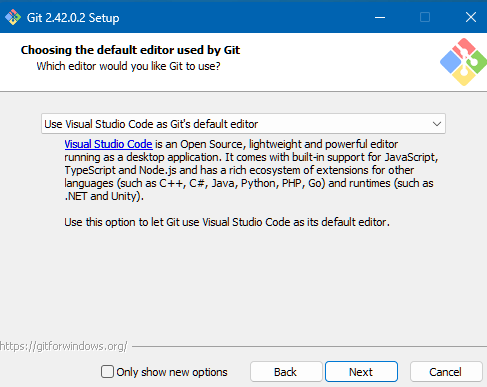 Git 2.42.0.2 Setup
Choosing the default editor used by Git
Which editor would you like Git to use?
Use Visual Studio Code as Git's default editor
Visual Studio Code is an Open Source, lightweight and powerful editor
running as a desktop application. It comes with built-in support for JavaScript,
TypeScript and Node.js and has a rich ecosystem of extensions for other
languages (such as C++, C#, Java, Python, PHP, Go) and runtimes (such as
.NET and Unity).
Use this option to let Git use Visual Studio Code as its default editor.
https://gitforwindows.org/
Only show new options
Back
Next
Cancel